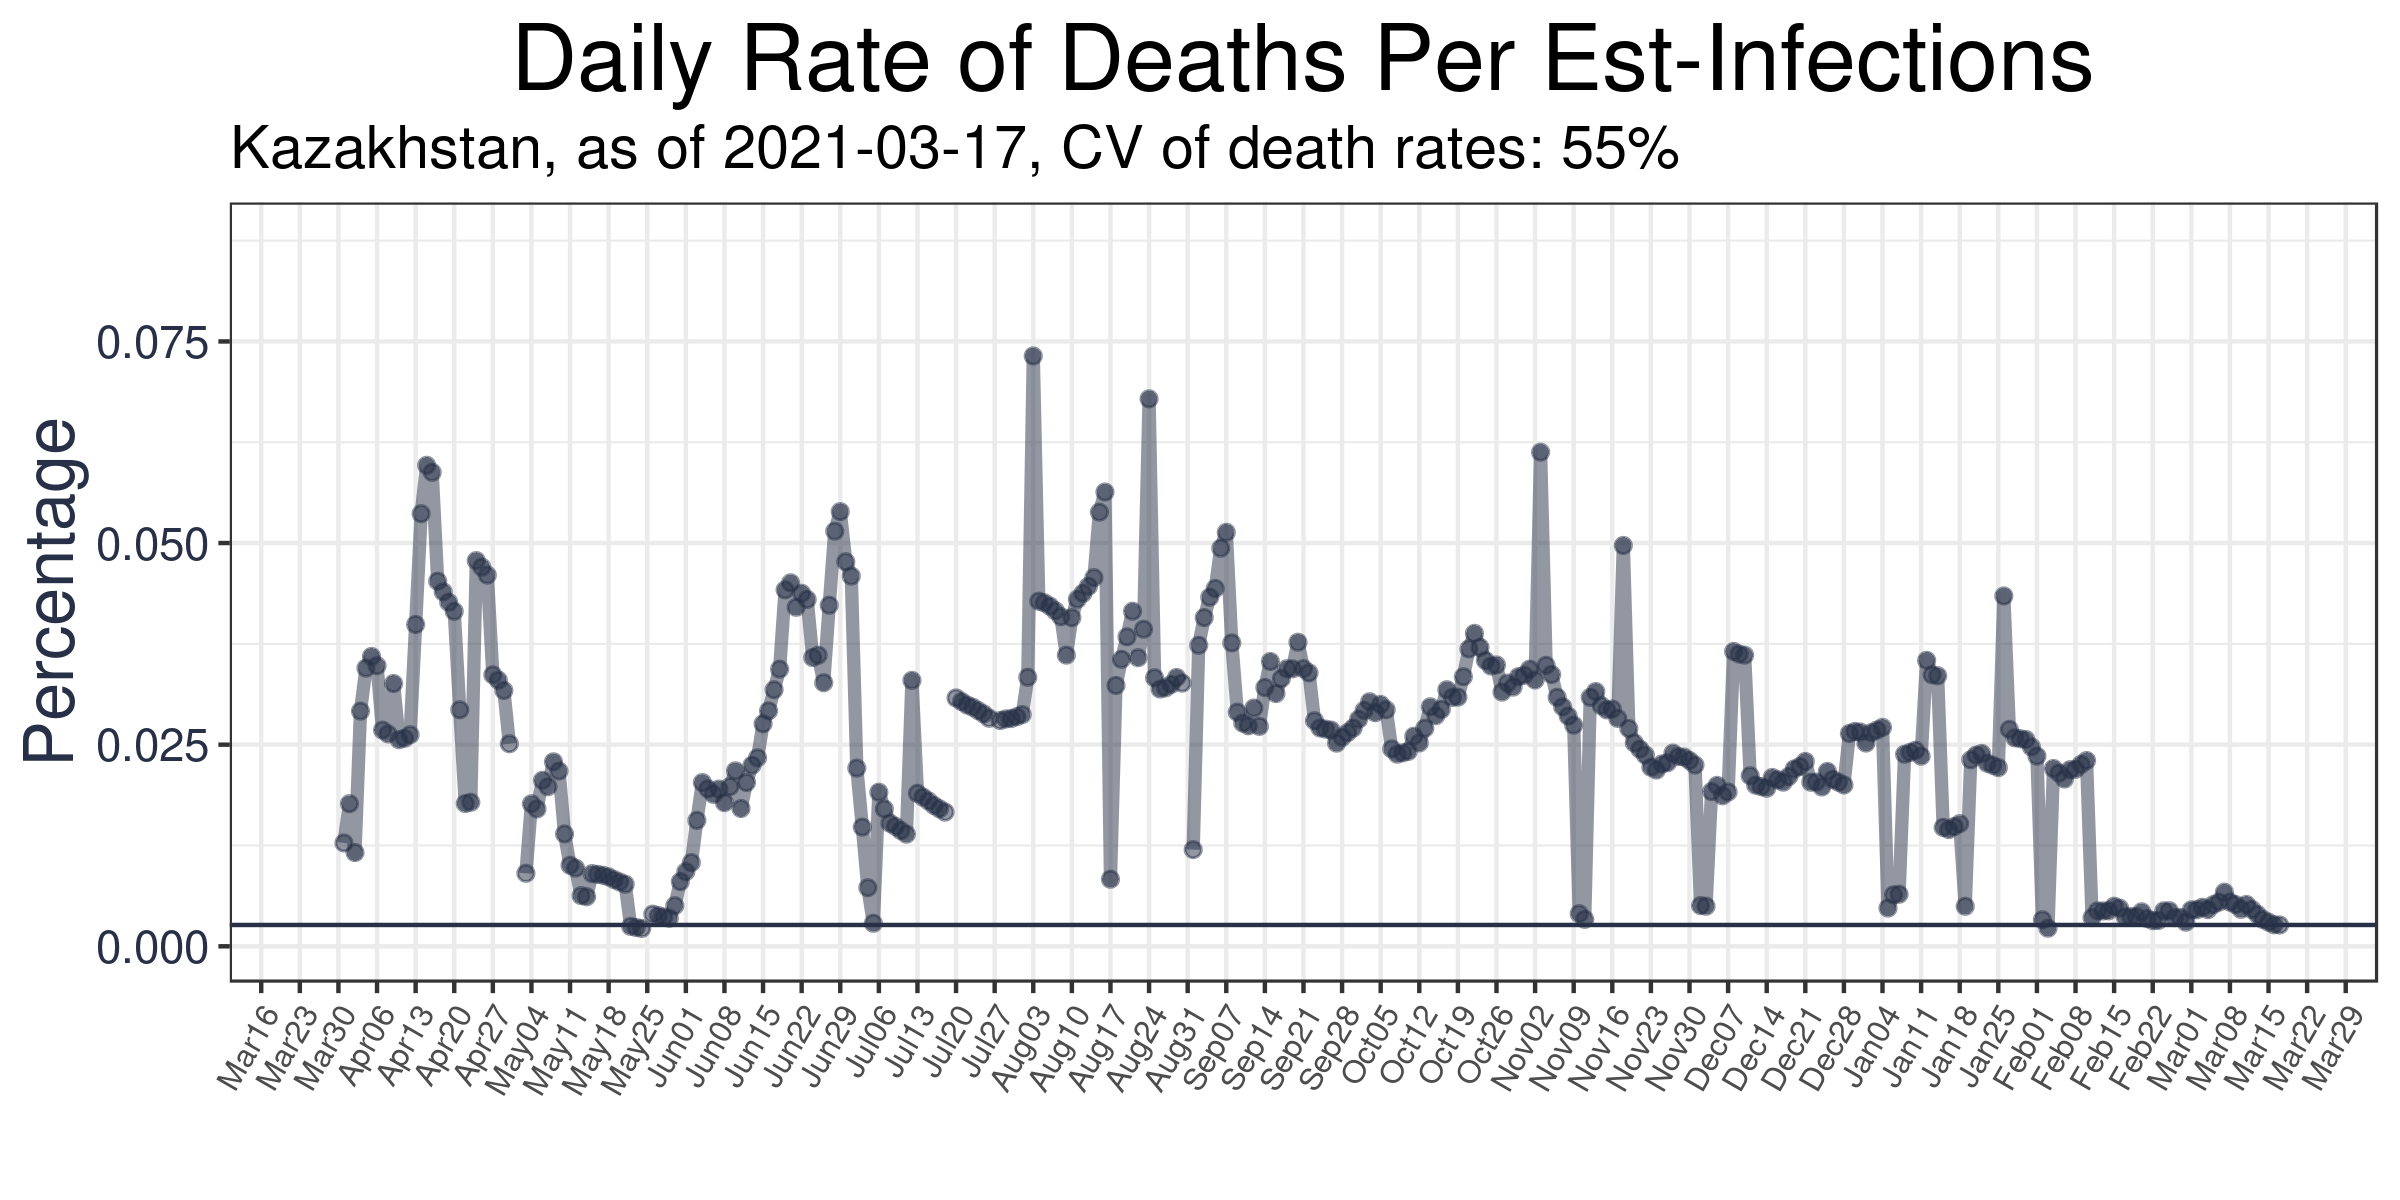 Daily Rate of Deaths Per Est-Infections
Kazakhstan, as of 2021-03-17, CV of death rates: 55%
Percentage
0.075
0.050
0.025
0.000
Mar16 Mar23 Mar30 Apr06 Apr13 Apr20 Apr27 May04 May11 May18 May25 Jun01 Jun08 Jun15 Jun22 Jun29 Jul06 Jul13 Jul20 Jul27 Aug03 Aug10 Aug17 Aug24 Aug31 Sep07 Sep14 Sep21 Sep28 Oct05 Oct12 Oct19 Oct26 Nov02 Nov09 Nov16 Nov23 Nov30 Dec07 Dec14 Dec21 Dec28 Jan04 Jan11 Jan18 Jan25 Feb01 Feb08 Feb15 Feb22 Mar01 Mar08 Mar15 Mar22 Mar29